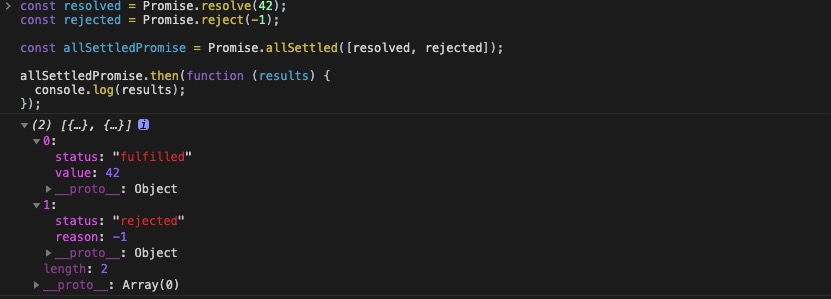 > const resolved = Promise.resolve(42);
const rejected = Promise.reject(-1);
const allSettledPromise = Promise.allSettled([resolved, rejected]);
allSettledPromise.then(function (results) {
  console.log(results);
});
▼(2) [{…}, {…}] i
▼0:
status: "fulfilled"
value: 42
▶__proto__: Object
▼1:
status: "rejected"
reason: -1
▶__proto__: Object
length: 2
▶__proto__: Array(0)